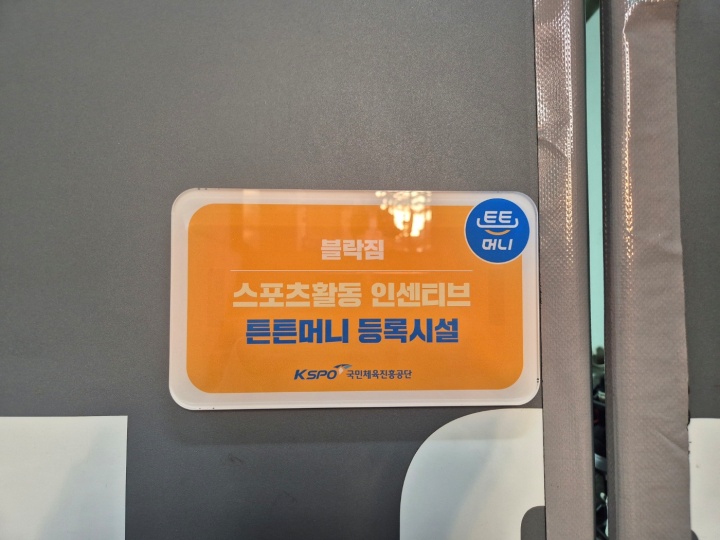 튼튼
머니
블락짐
스포츠활동 인센티브
튼튼머니 등록시설
KSPO 국민체육진흥공단